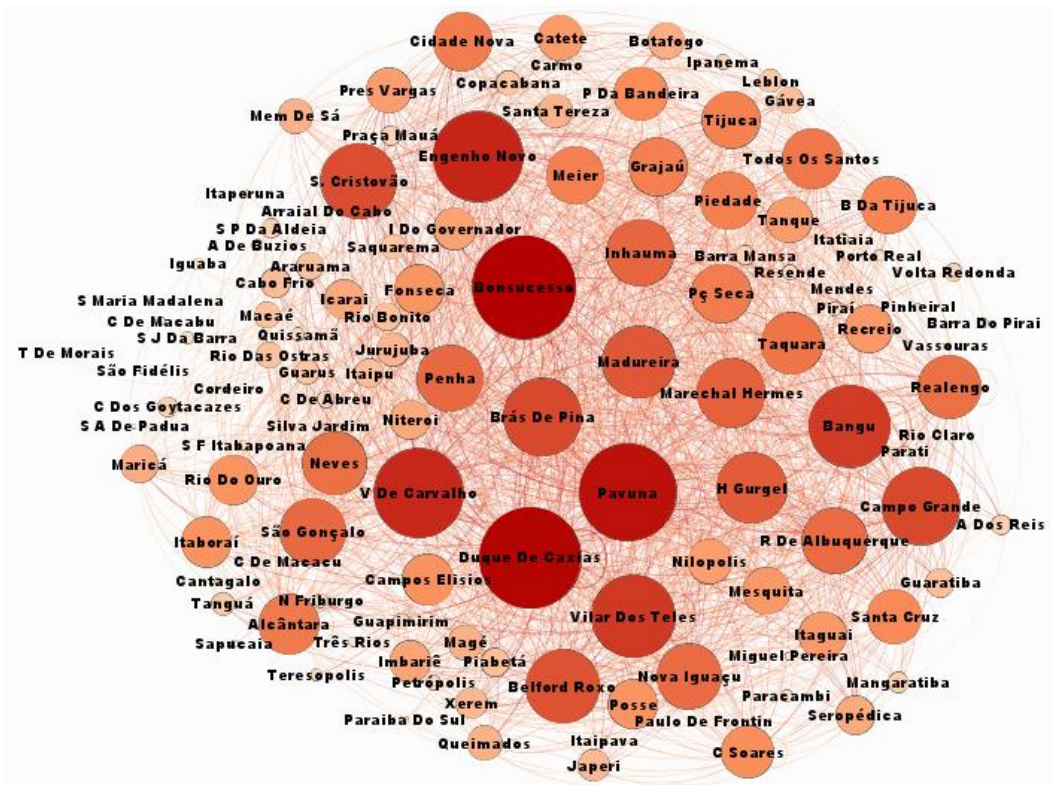 Cidade Nova
Catete
Botafogo
Carmo
Ipanema
Copacabana
Leblon
Pres Vargas
P Da Bandeira
Gávea
Santa Tereza
Mem De Sá
Tijuca
Praça Mauá
Engenho Novo
Todos Os Santos
Grajaú
Meier
S. Cristovão
Itaperuna
Piedade
B Da Tijuca
Arraial Do Cabo
Tanque
S P Da Aldeia
I Do Governador
Itatiaia
A De Buzios
Saquarema
Inhauma
Barra Mansa
Porto Real
Iguaba
Araruama
Resende
Volta Redonda
Cabo Frio
Fonseca
Bonsucesso
Mendes
Pç Seca
S Maria Madalena
Icarai
Piraí
Pinheiral
Macaé
Rio Bonito
C De Macabu
Recreio
Barra Do Pirai
S J Da Barra
Quissamã
Taquara
Vassouras
T De Morais
Rio Das Ostras
Jurujuba
Madureira
São Fidélis
Guarus
Itaipu
Penha
Cordeiro
Marechal Hermes
Realengo
C De Abreu
C Dos Goytacazes
Niteroi
Brás De Pina
S A De Padua
Silva Jardim
Bangu
Rio Claro
S F Itabapoana
Parati
Maricá
Neves
Rio Do Ouro
V De Carvalho
Pavuna
H Gurgel
Campo Grande
A Dos Reis
São Gonçalo
Itaboraí
R De Albuquerque
Duque De Caxias
C De Macacu
Nilopolis
Cantagalo
Campos Elisios
Guaratiba
Mesquita
Tanguá
N Friburgo
Alcântara
Guapimirim
Vilar Dos Teles
Santa Cruz
Sapucaia
Três Rios
Magé
Itaguai
Imbariê
Piabetá
Miguel Pereira
Teresopolis
Petrópolis
Belford Roxo
Nova Iguaçu
Mangaratiba
Xerem
Posse
Paracambi
Paraiba Do Sul
Paulo De Frontin
Seropédica
Queimados
Itaipava
C Soares
Japeri